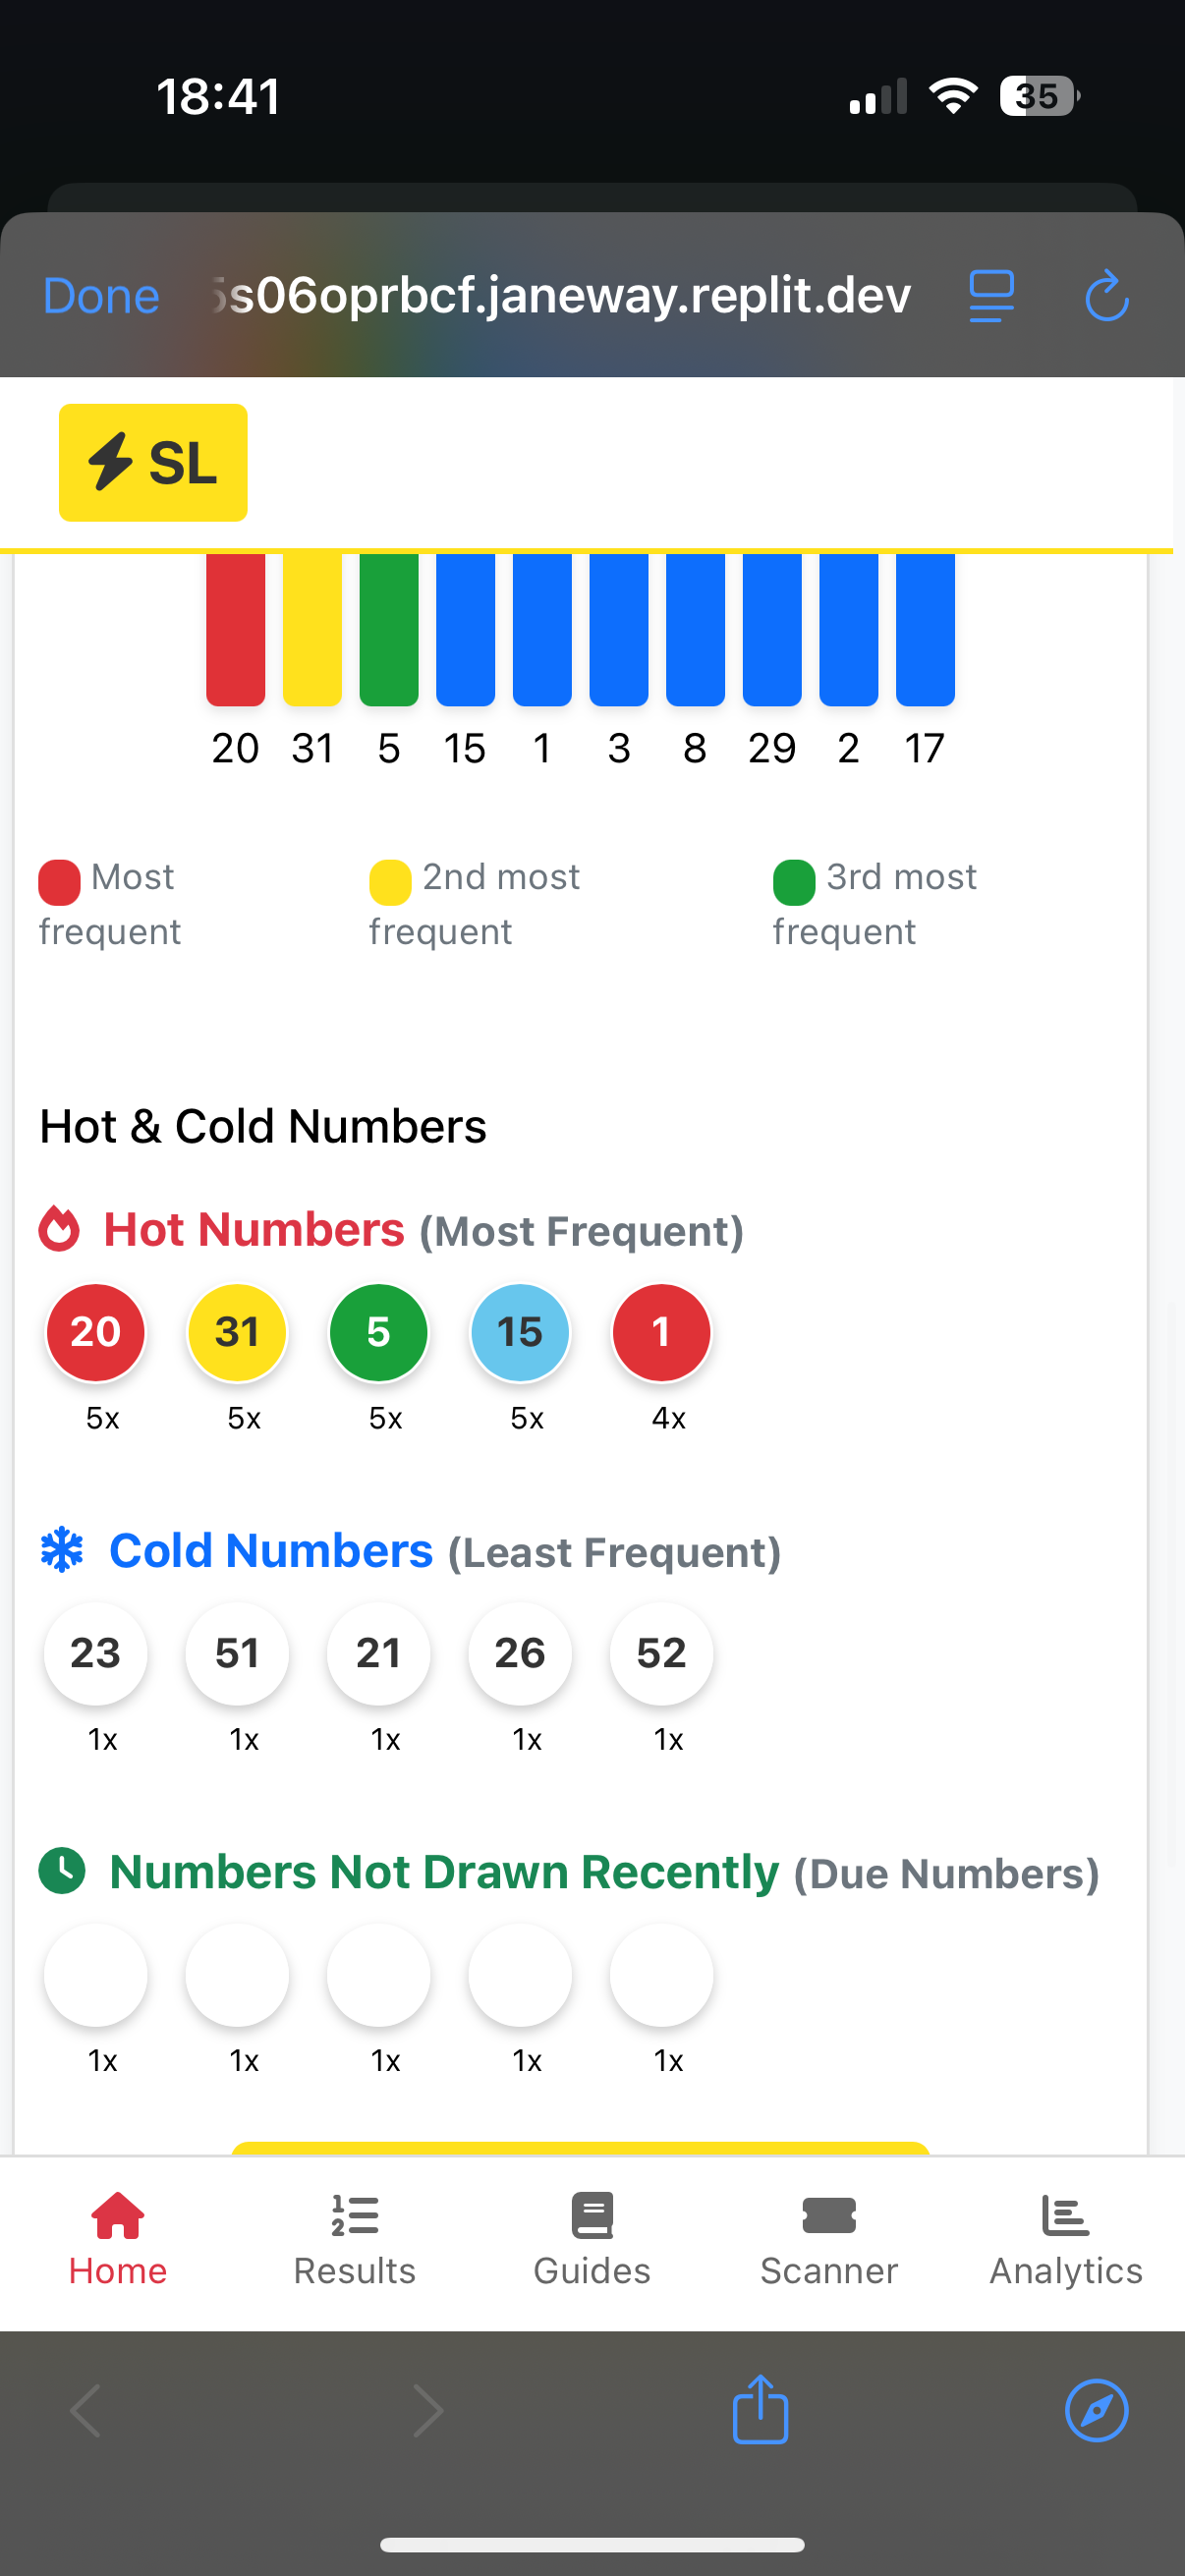 18:41
35
Done
5s06oprbcf.janeway.replit.dev
SL
20 31 5 15 1 3 8 29 2 17
Most frequent
2nd most frequent
3rd most frequent
Hot & Cold Numbers
Hot Numbers (Most Frequent)
20 31 5 15 1
5x 5x 5x 5x 4x
Cold Numbers (Least Frequent)
23 51 21 26 52
1x 1x 1x 1x 1x
Numbers Not Drawn Recently (Due Numbers)
1x 1x 1x 1x 1x
Home Results Guides Scanner Analytics